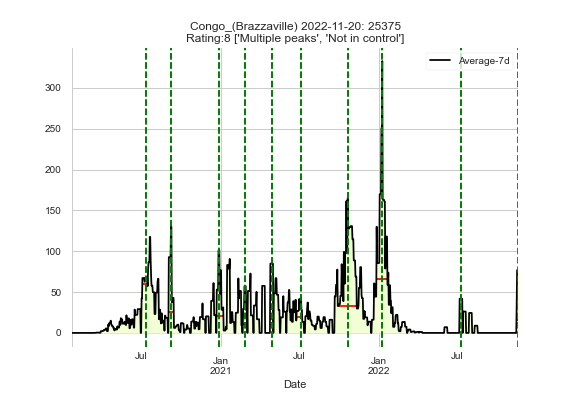 Congo_(Brazzaville) 2022-11-20: 25375
Rating:8 ['Multiple peaks', 'Not in control']
Average-7d
300
250
200
150
100
50
0
Jul
Jan
2021
Jul
Jan
2022
Jul
Date